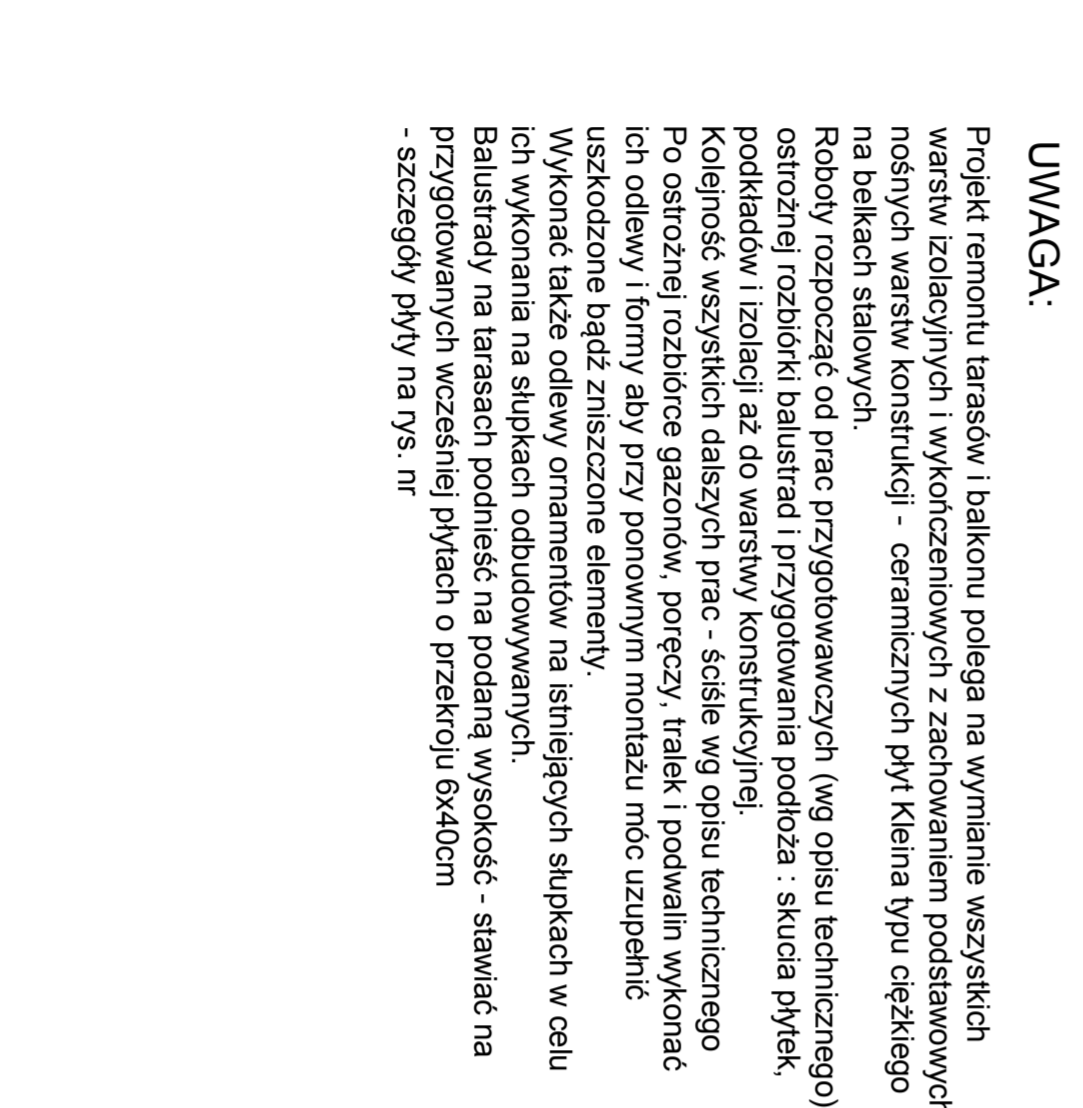 UWAGA:
Projekt remontu tarasów i balkonu polega na wymianie wszystkich
warstw izolacyjnych i wykończeniowych z zachowaniem podstawowych
nośnych warstw konstrukcji - ceramicznych płyt Kleina typu ciężkiego
na belkach stalowych.
Roboty rozpocząć od prac przygotowawczych (wg opisu technicznego)
ostrożnej rozbiórki balustrad i przygotowania podłoża : skucia płytek,
podkładów i izolacji aż do warstwy konstrukcyjnej.
Kolejność wszystkich dalszych prac - ściśle wg opisu technicznego
Po ostrożnej rozbiórce gazonów, poręczy, tralek i podwalin wykonać
ich odlewy i formy aby przy ponownym montażu móc uzupełnić
uszkodzone bądź zniszczone elementy.
Wykonać także odlewy ornamentów na istniejących słupkach w celu
ich wykonania na słupkach odbudowywanych.
Balustrady na tarasach podnieść na podaną wysokość - stawiać na
przygotowanych wcześniej płytach o przekroju 6x40cm
- szczegóły płyty na rys. nr